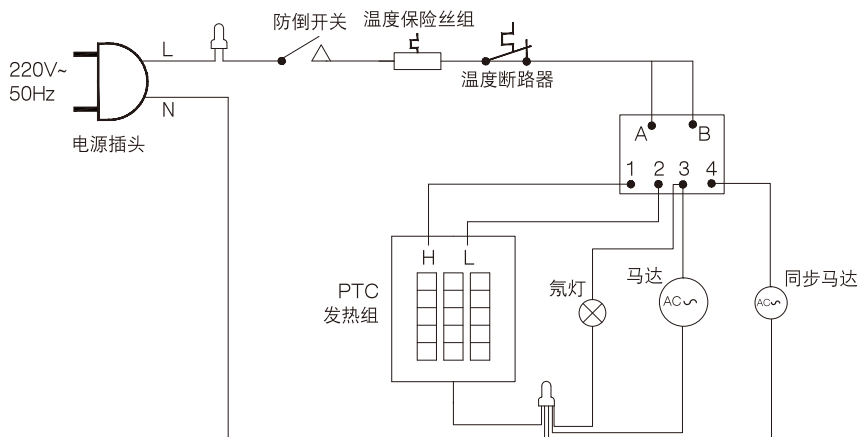 防倒开关
温度保险丝组
L
220V~
50Hz
温度断路器
N
电源插头
A
B
1 2 3 4
H L
PTC
发热组
氖灯
马达
同步马达
AC
AC